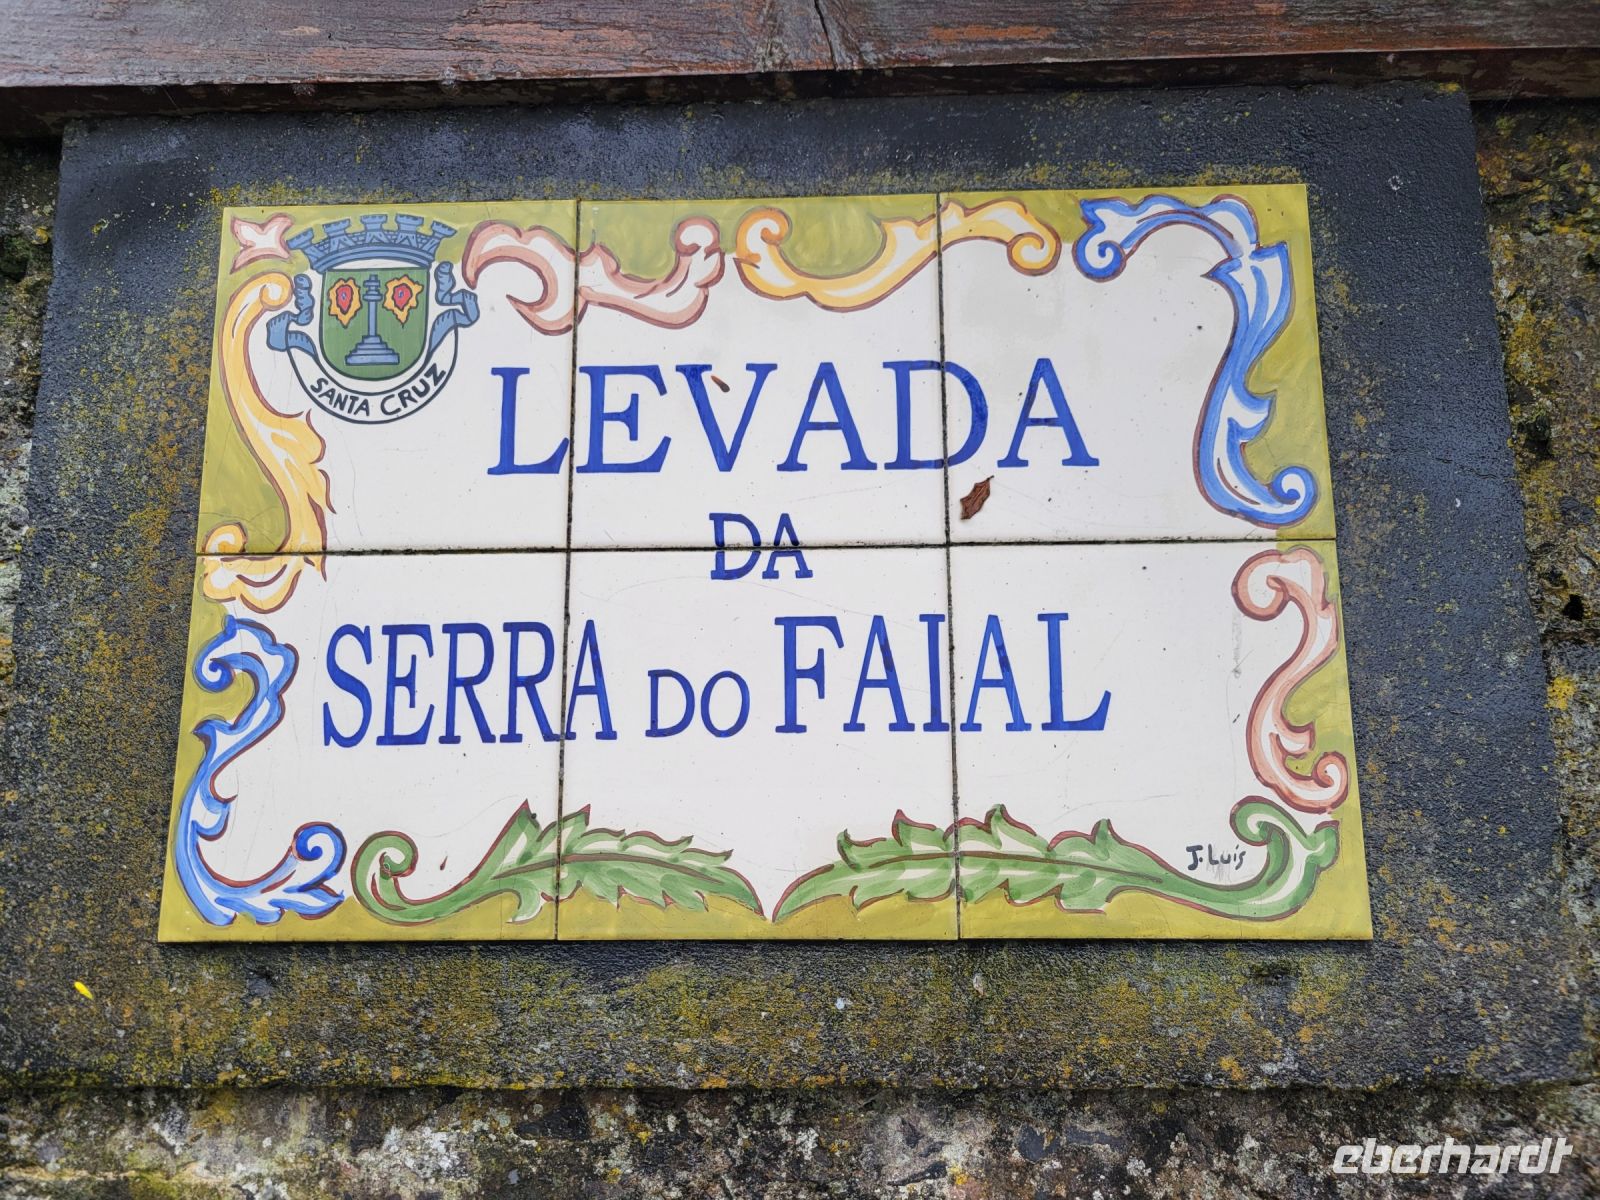 SANTA CRUZ
LEVADA
DA
SERRA DO FAIAL
J. Luís
eberhardt